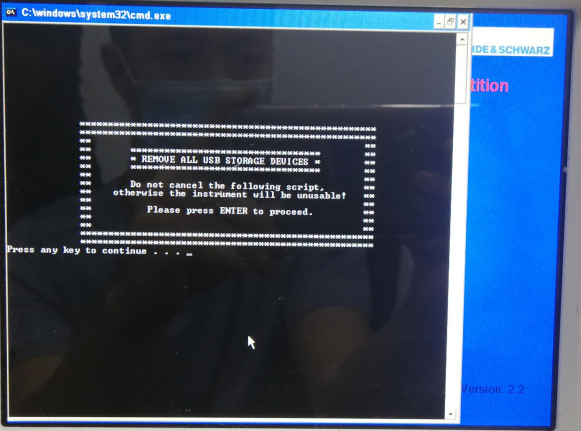 C:\windows\system32\cmd.exe
DE & SCHWARZ
tition
* REMOVE ALL USB STORAGE DEVICES *
Do not cancel the following script,
otherwise the instrument will be unusable!
Please press ENTER to proceed.
Press any key to continue . . . _
Version: 2.2